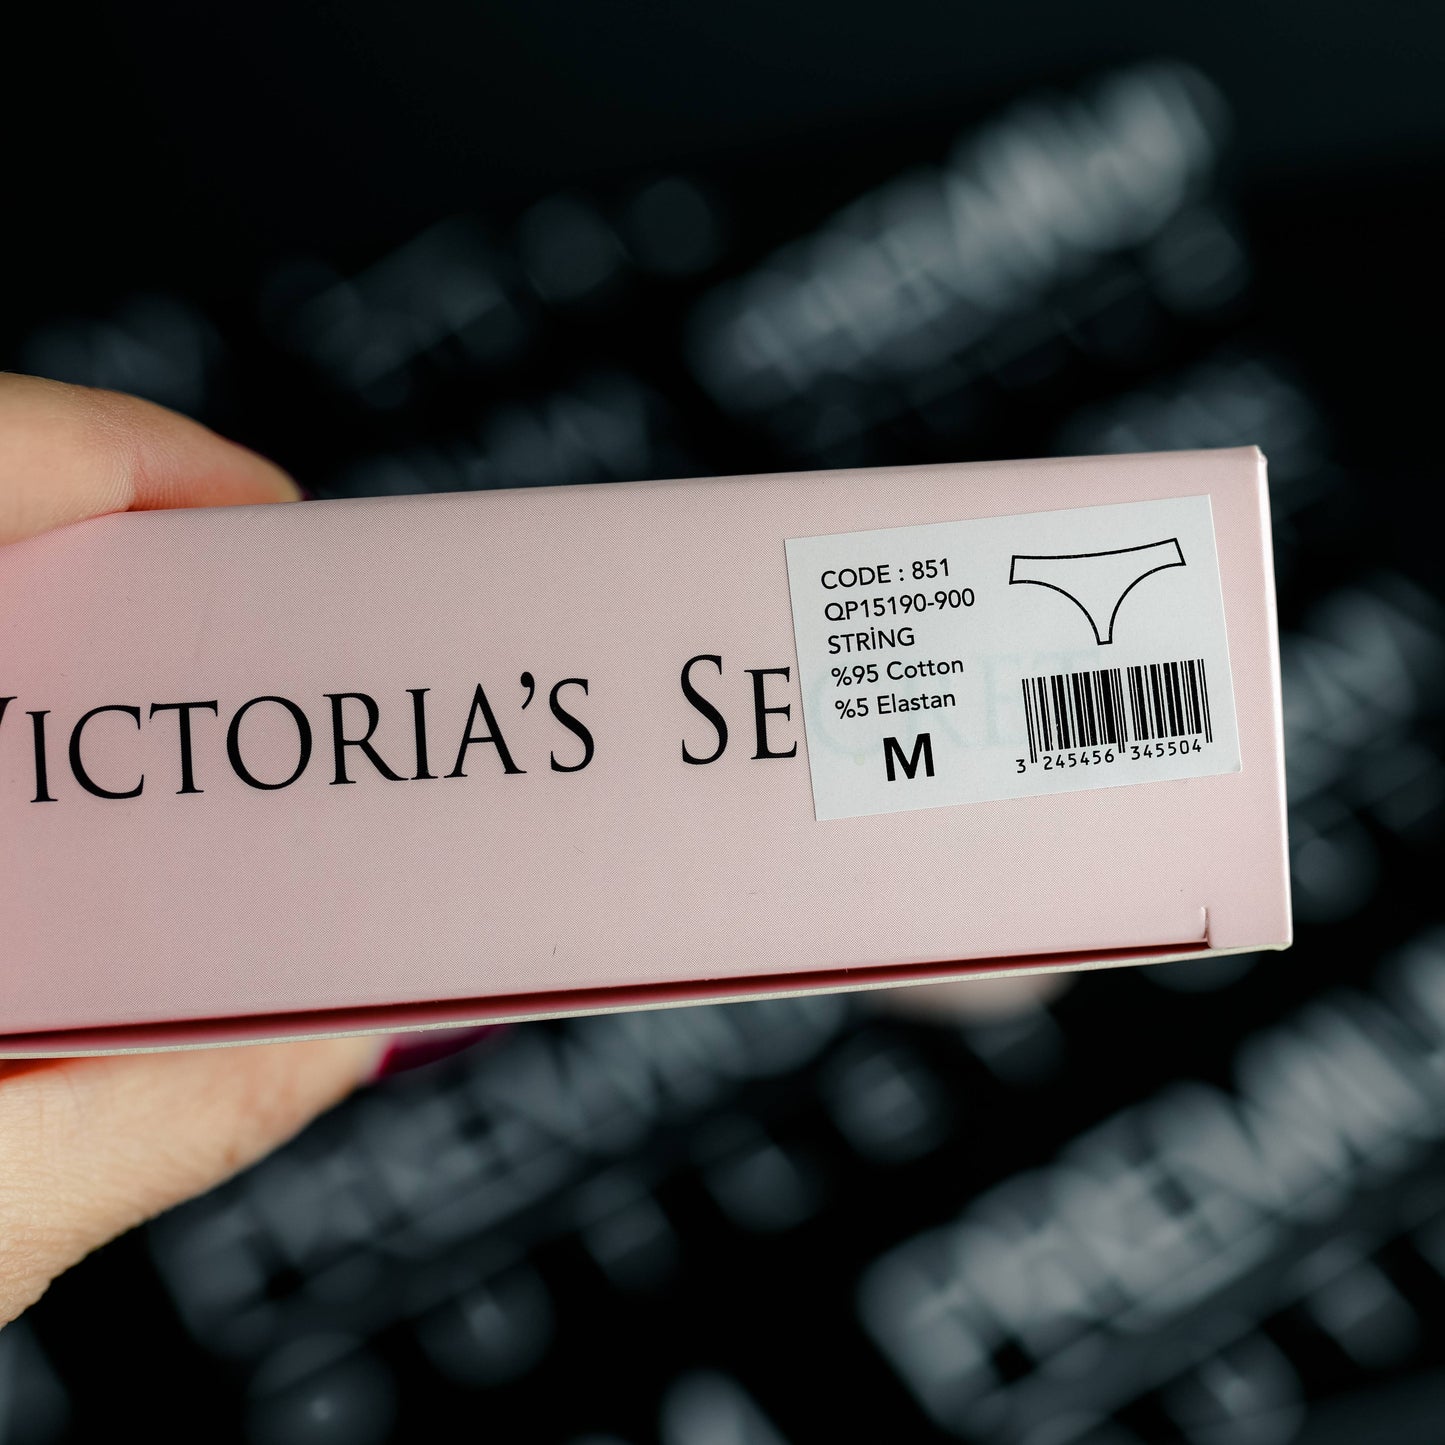 VICTORIA'S SE
CODE : 851
QP15190-900
STRİNG
%95 Cotton
%5 Elastan
M
3 245456 345504